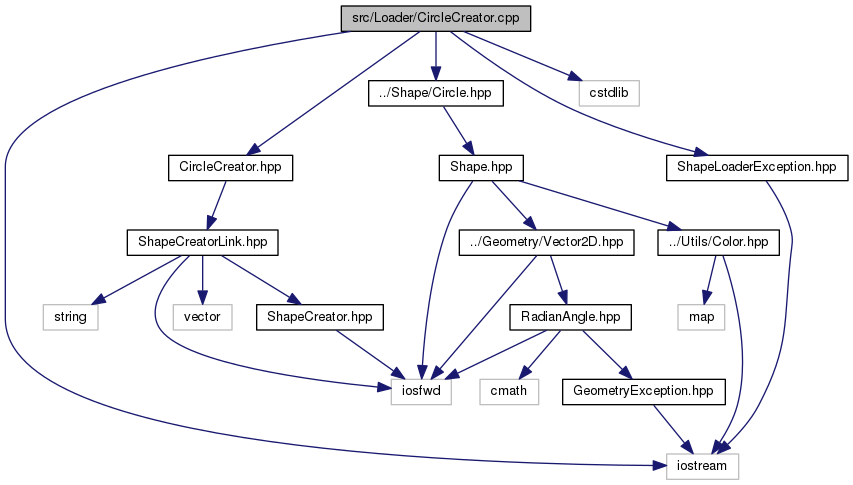 src/Loader/CircleCreator.cpp
../Shape/Circle.hpp
cstdlib
CircleCreator.hpp
Shape.hpp
ShapeLoaderException.hpp
ShapeCreatorLink.hpp
../Geometry/Vector2D.hpp
../Utils/Color.hpp
string
vector
ShapeCreator.hpp
RadianAngle.hpp
map
iosfwd
cmath
GeometryException.hpp
iostream